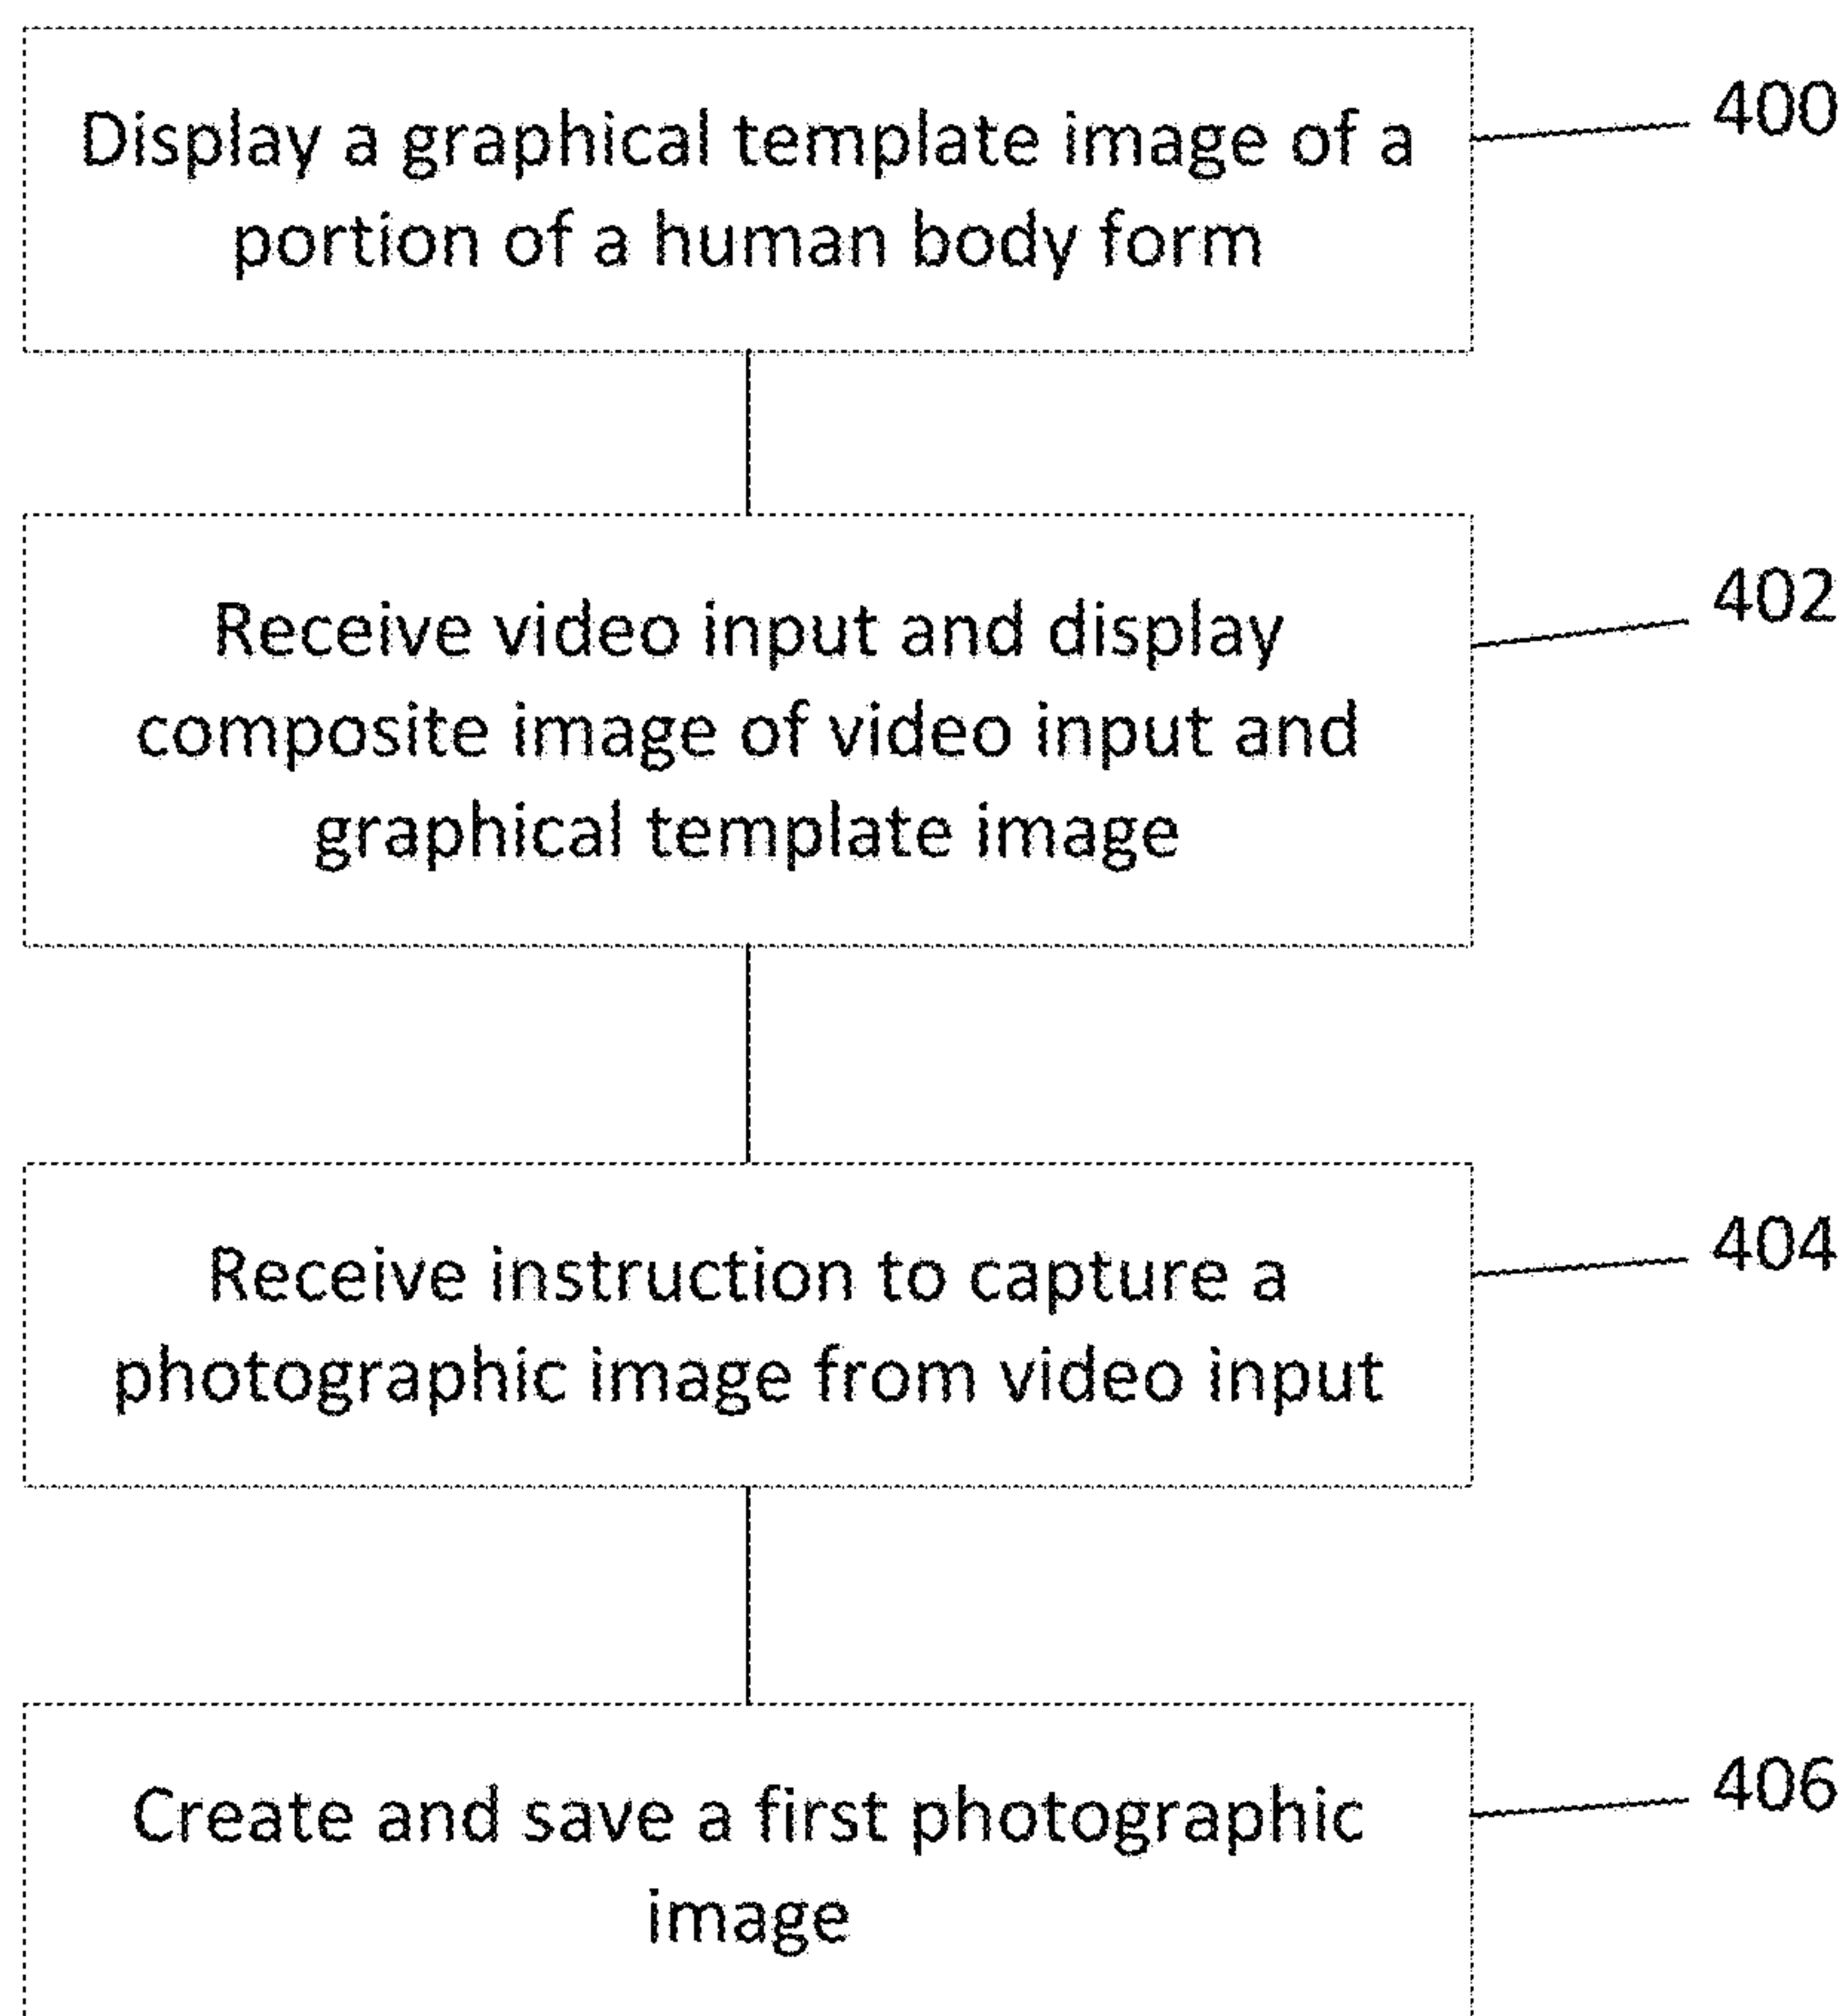 Display a graphical template image of a
portion of a human body form
400
Receive video input and display
composite image of video input and
graphical template image
402
Receive instruction to capture a
photographic image from video input
404
Create and save a first photographic
image
406